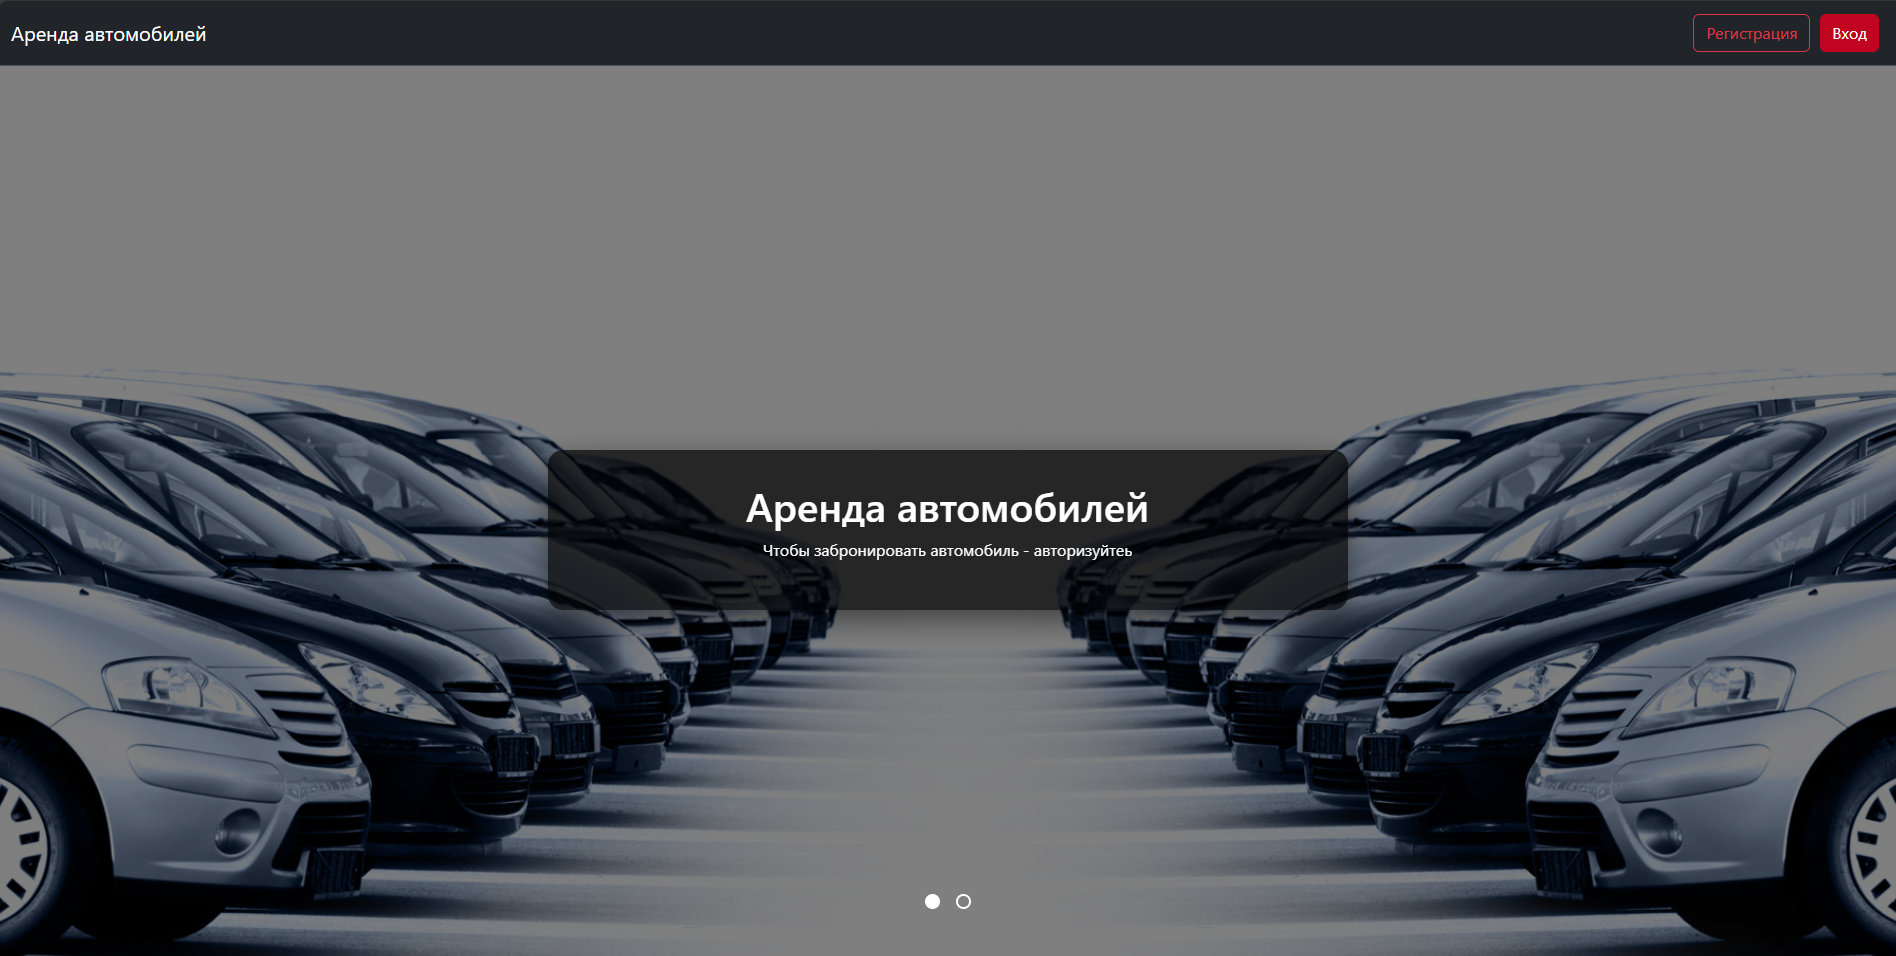 Аренда автомобилей
Регистрация
Вход
Аренда автомобилей
Чтобы забронировать автомобиль - авторизуйтеь